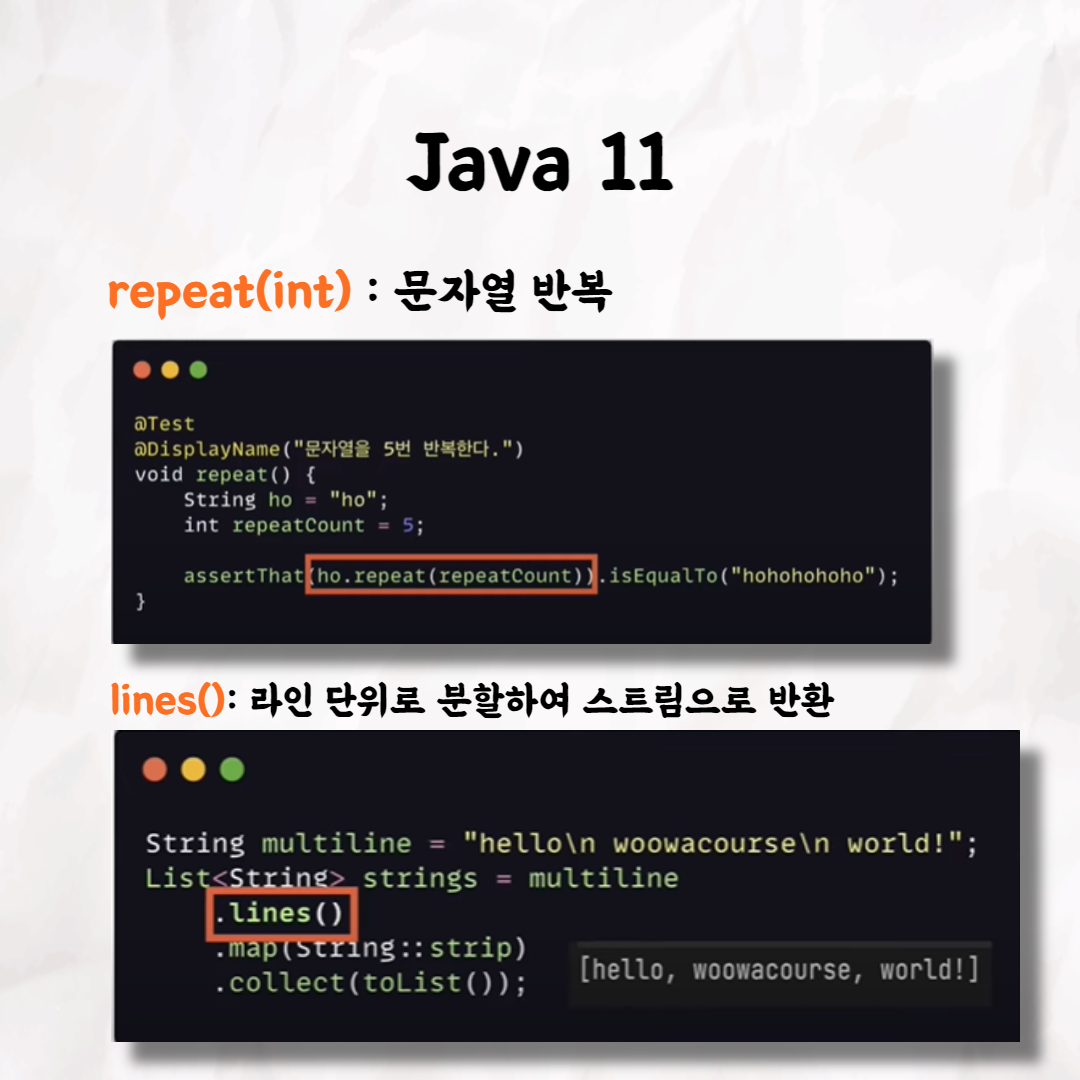 Java 11
repeat(int) : 문자열 반복
@Test
@DisplayName("문자열을 5번 반복한다.")
void repeat() {
    String ho = "ho";
    int repeatCount = 5;
    assertThat(ho.repeat(repeatCount)).isEqualTo("hohohohoho");
}
lines(): 라인 단위로 분할하여 스트림으로 반환
String multiline = "hello\n woowacourse\n world!";
List<String> strings = multiline
    .lines()
    .map(String::strip)
    .collect(toList());
[hello, woowacourse, world!]